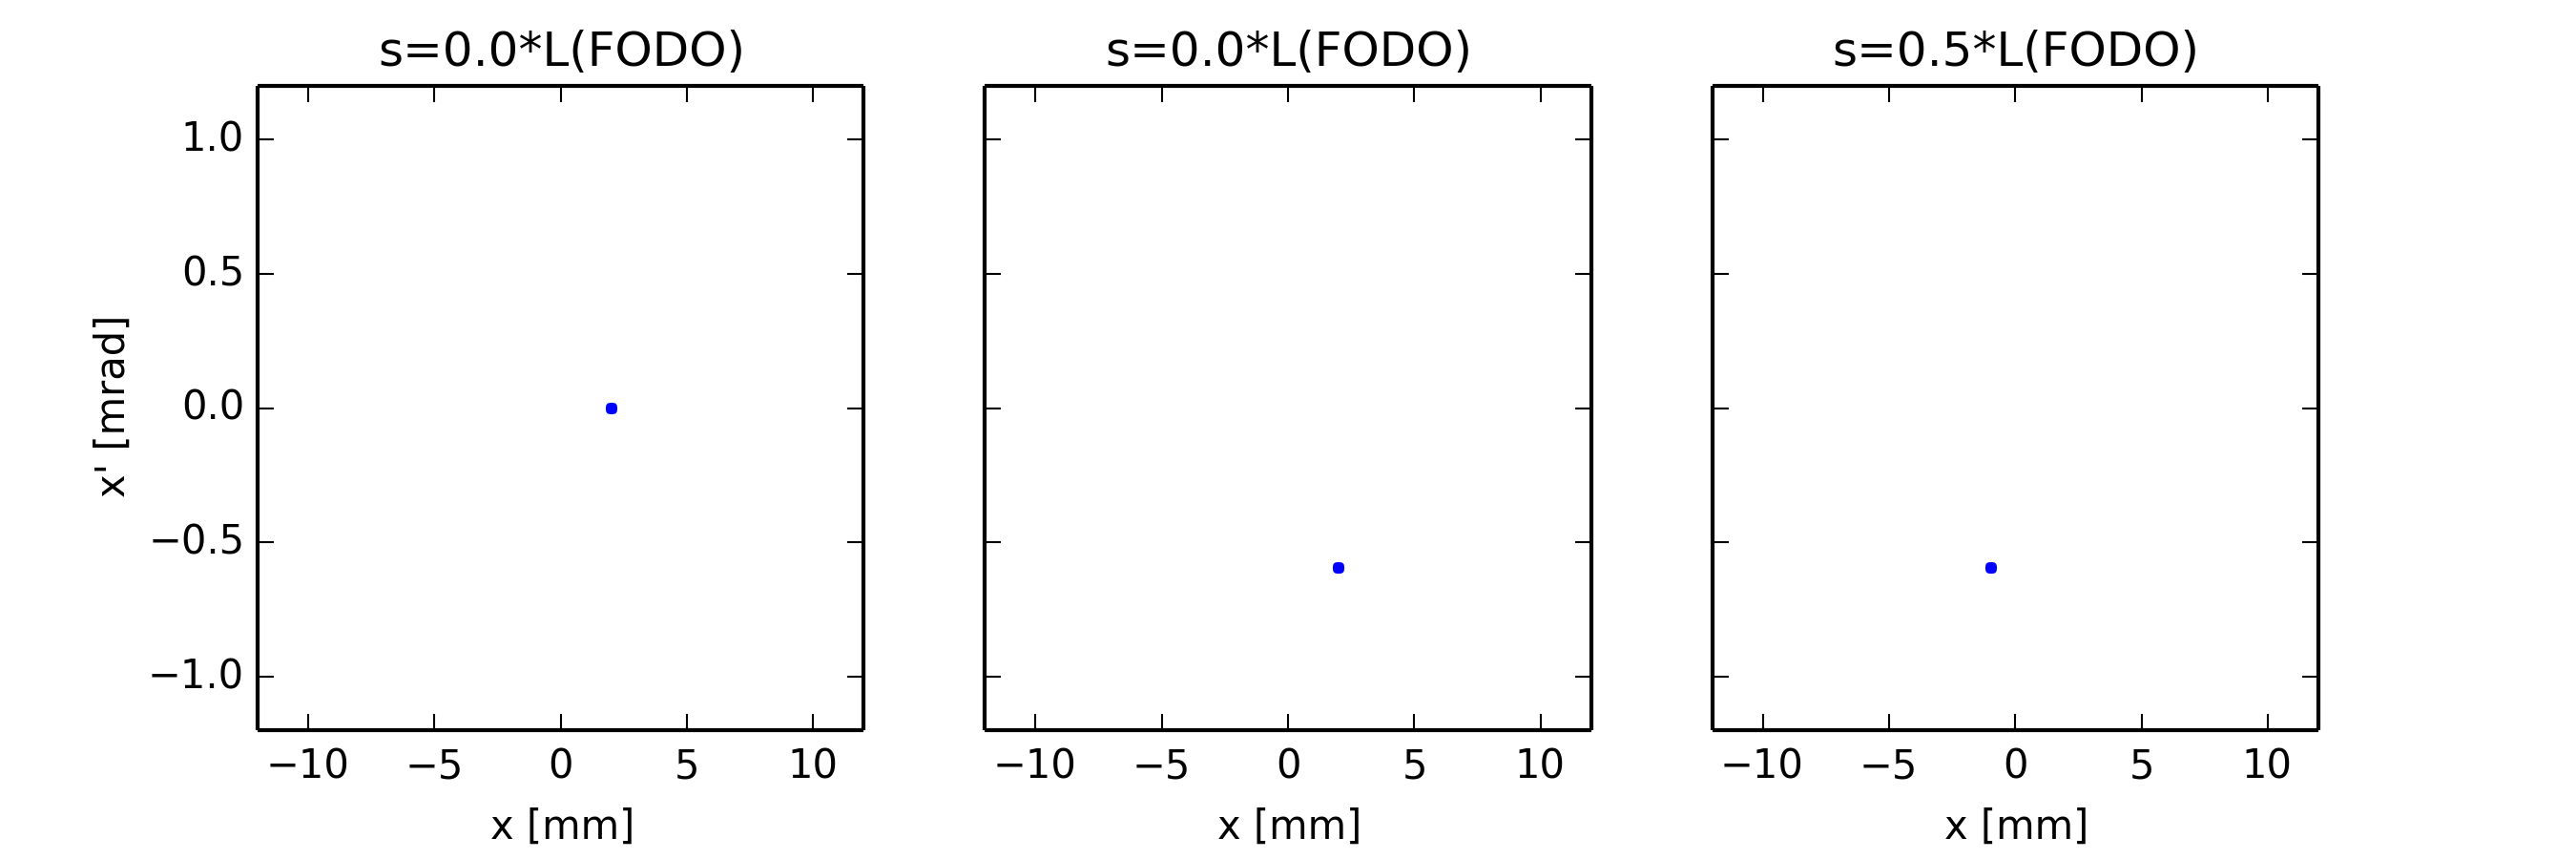 s=0.0*L(FODO) s=0.0*L(FODO) s=0.5*L(FODO)
x' [mrad]
1.0
0.5
0.0
−0.5
−1.0
−10 −5 0 5 10 −10 −5 0 5 10 −10 −5 0 5 10
x [mm] x [mm] x [mm]